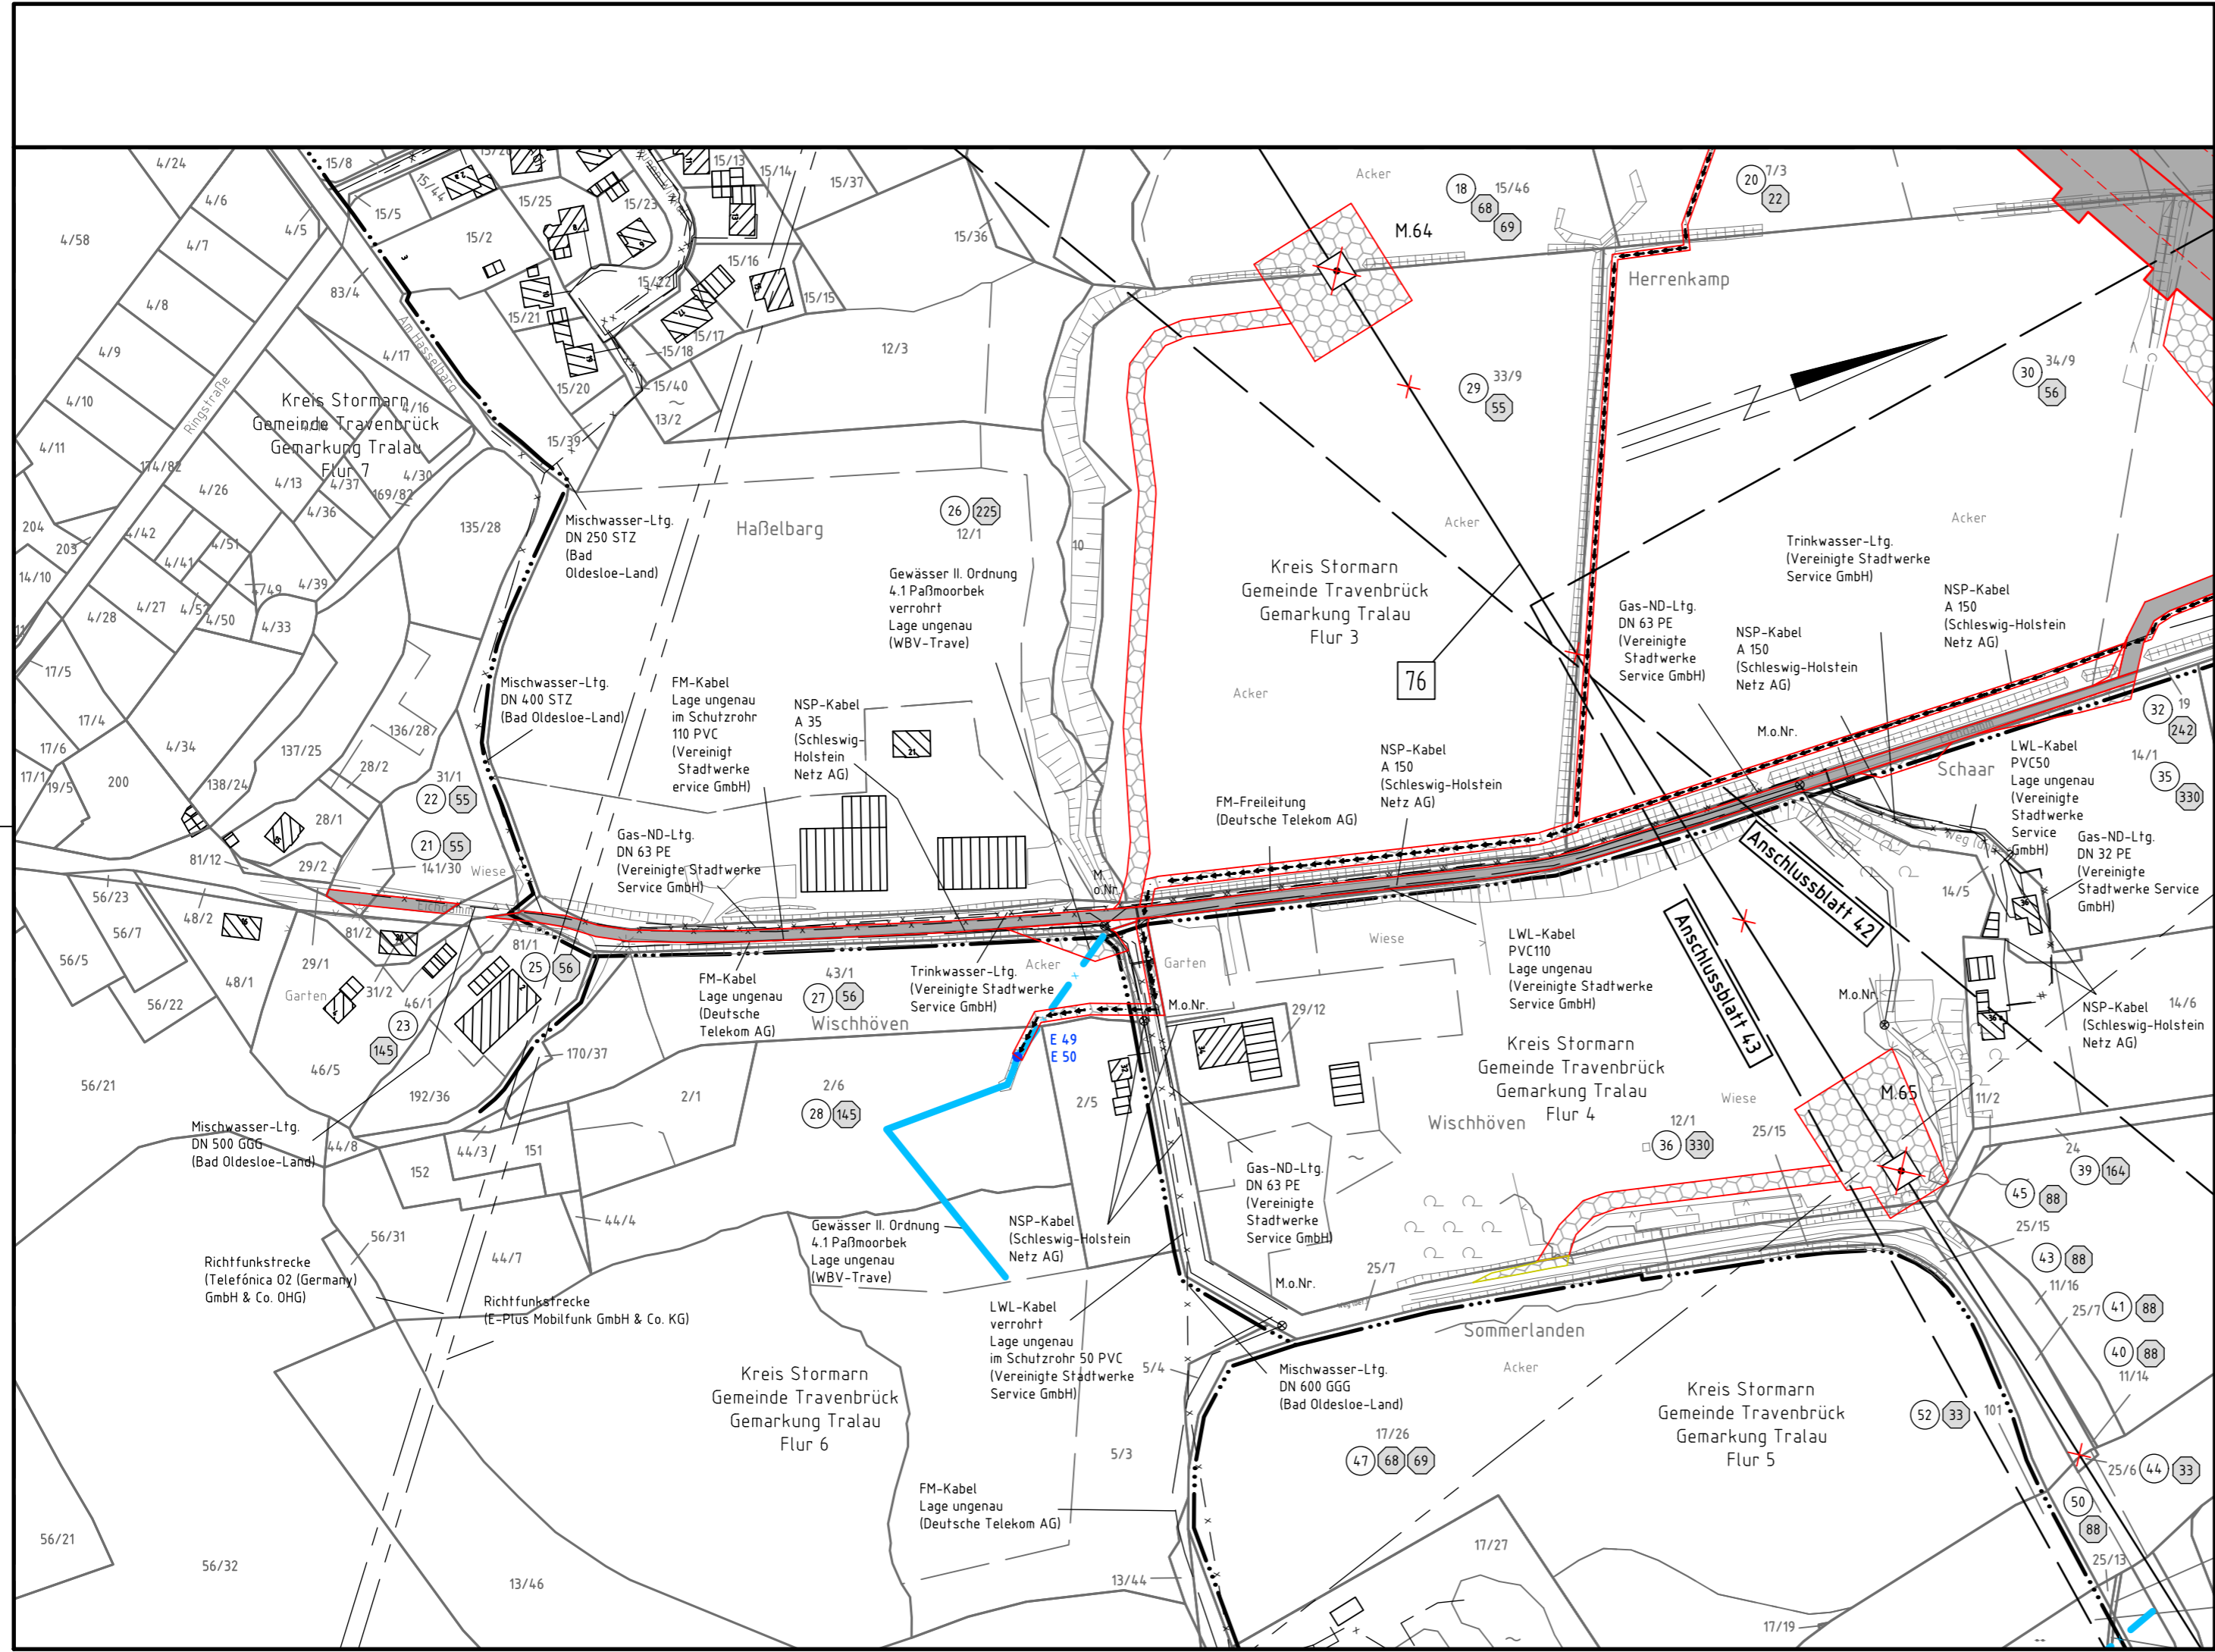 4/24
15/8
15/13
15/14
15/37
Acker
18
15/46
68
69
20
7/3
22
4/6
4/5
15/5
15/44
15/25
15/23
4/58
4/7
15/2
15/36
M.64
15/16
83/4
15/22
Herrenkamp
4/8
15/21
15/15
4/9
Am Hasselbarg
4/17
15/17
15/18
12/3
30
34/9
56
29
33/9
55
4/10
Ringstraße
Kreis Stormarn
Gemeinde Travenbrück
Gemarkung Tralau
Flur 7
4/16
15/20
15/40
13/2
4/11
15/39
174/82
4/26
4/13
4/37
4/30
169/82
4/36
204
203
4/42
4/51
4/41
135/28
Mischwasser-Ltg.
DN 250 STZ
(Bad
Oldesloe-Land)
Haßelbarg
26
225
12/1
10
Acker
Acker
14/10
4/49
4/39
4/28
4/27
4/52
4/50
4/33
Gewässer II. Ordnung
4.1 Paßmoorbek
verrohrt
Lage ungenau
(WBV-Trave)
Kreis Stormarn
Gemeinde Travenbrück
Gemarkung Tralau
Flur 3
Trinkwasser-Ltg.
(Vereinigte Stadtwerke
Service GmbH)
NSP-Kabel
A 150
(Schleswig-Holstein
Netz AG)
Gas-ND-Ltg.
DN 63 PE
(Vereinigte
Stadtwerke
Service GmbH)
NSP-Kabel
A 150
(Schleswig-Holstein
Netz AG)
17/5
17/4
17/6
17/1
19/5
4/34
137/25
136/28
28/2
Mischwasser-Ltg.
DN 400 STZ
(Bad Oldesloe-Land)
FM-Kabel
Lage ungenau
im Schutzrohr
110 PVC
(Vereinigt
Stadtwerke
ervice GmbH)
NSP-Kabel
A 35
(Schleswig-
Holstein
Netz AG)
21
Acker
76
NSP-Kabel
A 150
(Schleswig-Holstein
Netz AG)
M.o.Nr.
32
19
242
14/1
35
330
Schaar
LWL-Kabel
PVC50
Lage ungenau
(Vereinigte
Stadtwerke
Service
GmbH)
200
138/24
31/1
22
55
28/1
21
55
141/30
FM-Freileitung
(Deutsche Telekom AG)
Gas-ND-Ltg.
DN 63 PE
(Vereinigte Stadtwerke
Service GmbH)
Gas-ND-Ltg.
DN 32 PE
(Vereinigte
Stadtwerke Service
GmbH)
Anschlussblatt 42
Anschlussblatt 43
81/12
29/2
Wiese
Eichdamm
M.
o.Nr.
14/5
36
56/23
48/2
56/7
56/5
56/22
48/1
29/1
81/2
81/1
31/2
46/1
Garten
25
56
FM-Kabel
Lage ungenau
(Deutsche
Telekom AG)
43/1
27
56
Wischhöven
Trinkwasser-Ltg.
(Vereinigte Stadtwerke
Service GmbH)
Acker
Garten
Wiese
LWL-Kabel
PVC110
Lage ungenau
(Vereinigte Stadtwerke
Service GmbH)
M.o.Nr.
M.o.Nr.
29/12
34
NSP-Kabel
(Schleswig-Holstein
Netz AG)
14/6
23
145
170/37
E 49
E 50
Kreis Stormarn
Gemeinde Travenbrück
Gemarkung Tralau
Flur 4
56/21
46/5
192/36
2/1
2/6
28
145
2/5
32
Wischhöven
Wiese
M.65
11/2
Mischwasser-Ltg.
DN 500 GGG
(Bad Oldesloe-Land)
44/8
44/3
151
152
12/1
36
330
25/15
24
39
164
Gas-ND-Ltg.
DN 63 PE
(Vereinigte
Stadtwerke
Service GmbH)
45
88
44/4
56/31
44/7
Gewässer II. Ordnung
4.1 Paßmoorbek
Lage ungenau
(WBV-Trave)
NSP-Kabel
(Schleswig-Holstein
Netz AG)
25/15
43
88
Richtfunkstrecke
(Telefónica O2 (Germany)
GmbH & Co. OHG)
Richtfunkstrecke
(E-Plus Mobilfunk GmbH & Co. KG)
M.o.Nr.
25/7
11/16
25/7
41
88
LWL-Kabel
verrohrt
Lage ungenau
im Schutzrohr 50 PVC
(Vereinigte Stadtwerke
Service GmbH)
Sommerlanden
Acker
40
88
11/14
5/4
Kreis Stormarn
Gemeinde Travenbrück
Gemarkung Tralau
Flur 6
Mischwasser-Ltg.
DN 600 GGG
(Bad Oldesloe-Land)
Kreis Stormarn
Gemeinde Travenbrück
Gemarkung Tralau
Flur 5
52
33
101
17/26
47
68
69
5/3
25/6
44
33
FM-Kabel
Lage ungenau
(Deutsche Telekom AG)
50
88
56/21
56/32
13/46
13/44
17/27
25/13
17/19